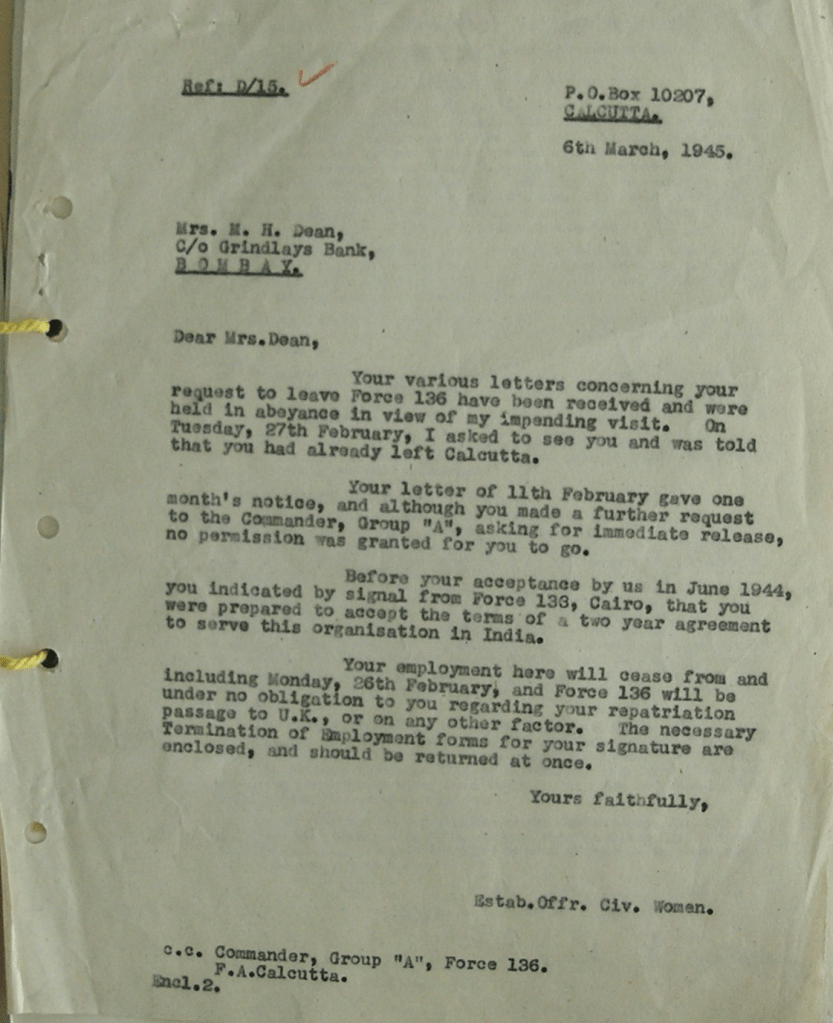 Ref: D/15.
P.O.Box 10207,
CALCUTTA.
6th March, 1945.
Mrs. M. H. Dean,
C/o Grindlays Bank,
B O M B A Y.
Dear Mrs.Dean,
Your various letters concerning your
request to leave Force 136 have been received and were
held in abeyance in view of my impending visit. On
Tuesday, 27th February, I asked to see you and was told
that you had already left Calcutta.
Your letter of 11th February gave one
month's notice, and although you made a further request
to the Commander, Group "A", asking for immediate release,
no permission was granted for you to go.
Before your acceptance by us in June 1944,
you indicated by signal from Force 133, Cairo, that you
were prepared to accept the terms of a two year agreement
to serve this organisation in India.
Your employment here will cease from and
including Monday, 26th February, and Force 136 will be
under no obligation to you regarding your repatriation
passage to U.K., or on any other factor. The necessary
Termination of Employment forms for your signature are
enclosed, and should be returned at once.
Yours faithfully,
Estab.Offr. Civ. Women.
c.c. Commander, Group "A", Force 136.
F.A.Calcutta.
Encl.2.